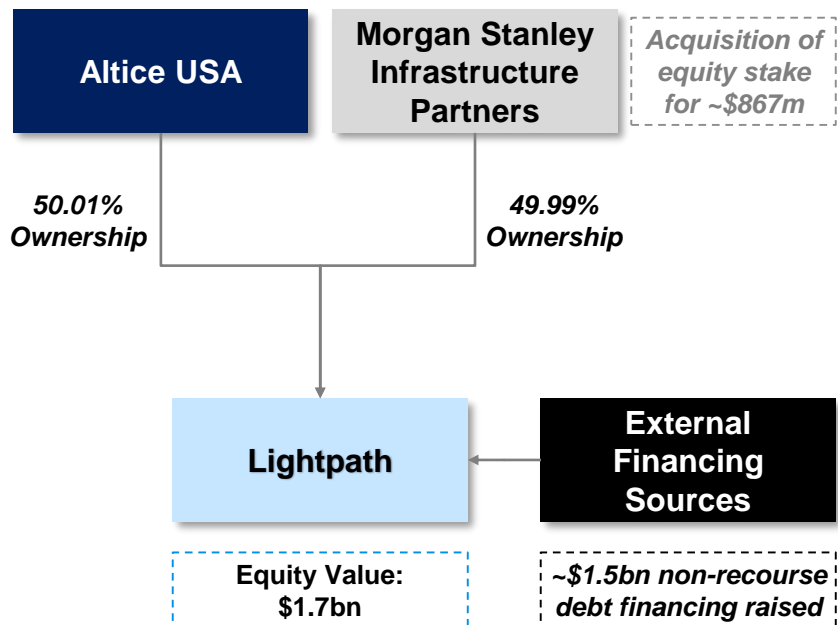 Altice USA
Morgan Stanley
Infrastructure
Partners
Acquisition of
equity stake
for ~$867m
50.01%
Ownership
49.99%
Ownership
Lightpath
External
Financing
Sources
Equity Value:
$1.7bn
~$1.5bn non-recourse
debt financing raised